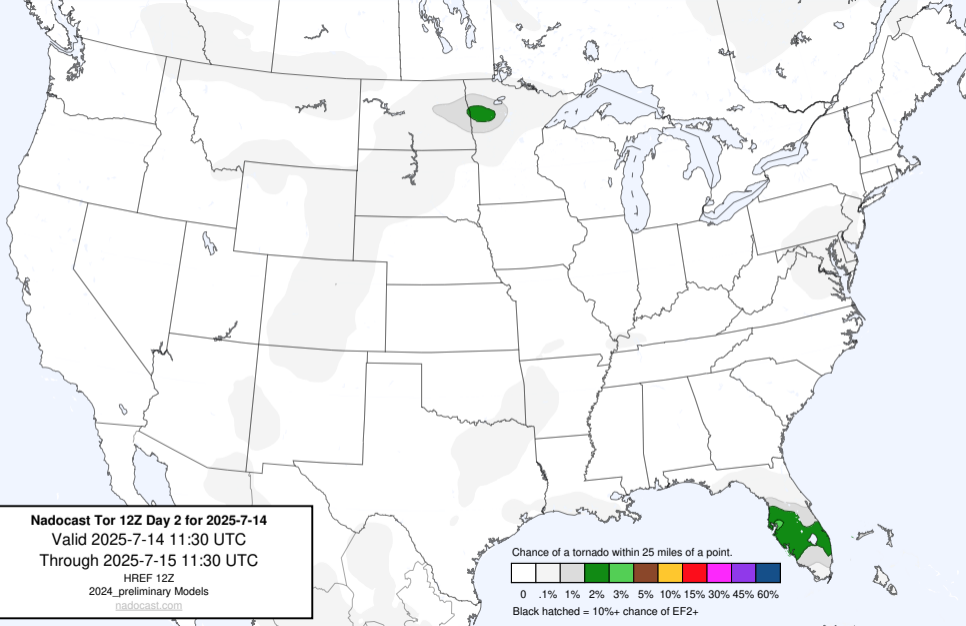 Nadocast Tor 12Z Day 2 for 2025-7-14
Valid 2025-7-14 11:30 UTC
Through 2025-7-15 11:30 UTC
HREF 12Z
2024_preliminary Models
nadocast.com
Chance of a tornado within 25 miles of a point.
0 .1% 1% 2% 3% 5% 10% 15% 30% 45% 60%
Black hatched = 10%+ chance of EF2+